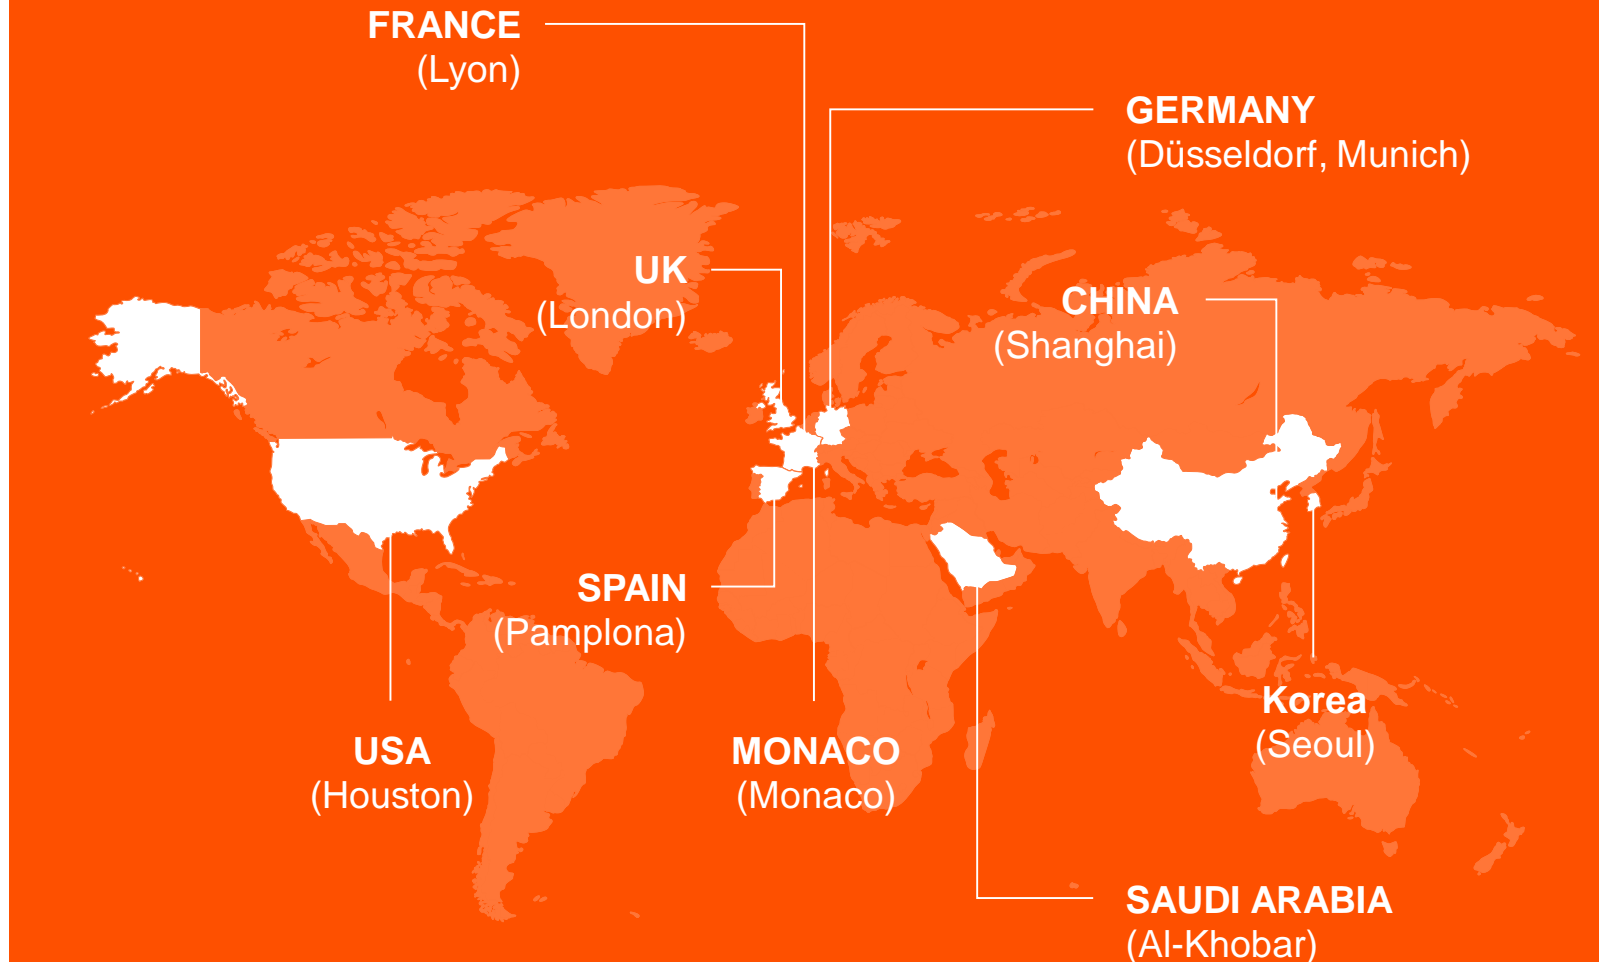 FRANCE
(Lyon)
GERMANY
(Düsseldorf, Munich)
UK
(London)
CHINA
(Shanghai)
SPAIN
(Pamplona)
Korea
(Seoul)
USA
(Houston)
MONACO
(Monaco)
SAUDI ARABIA
(Al-Khobar)